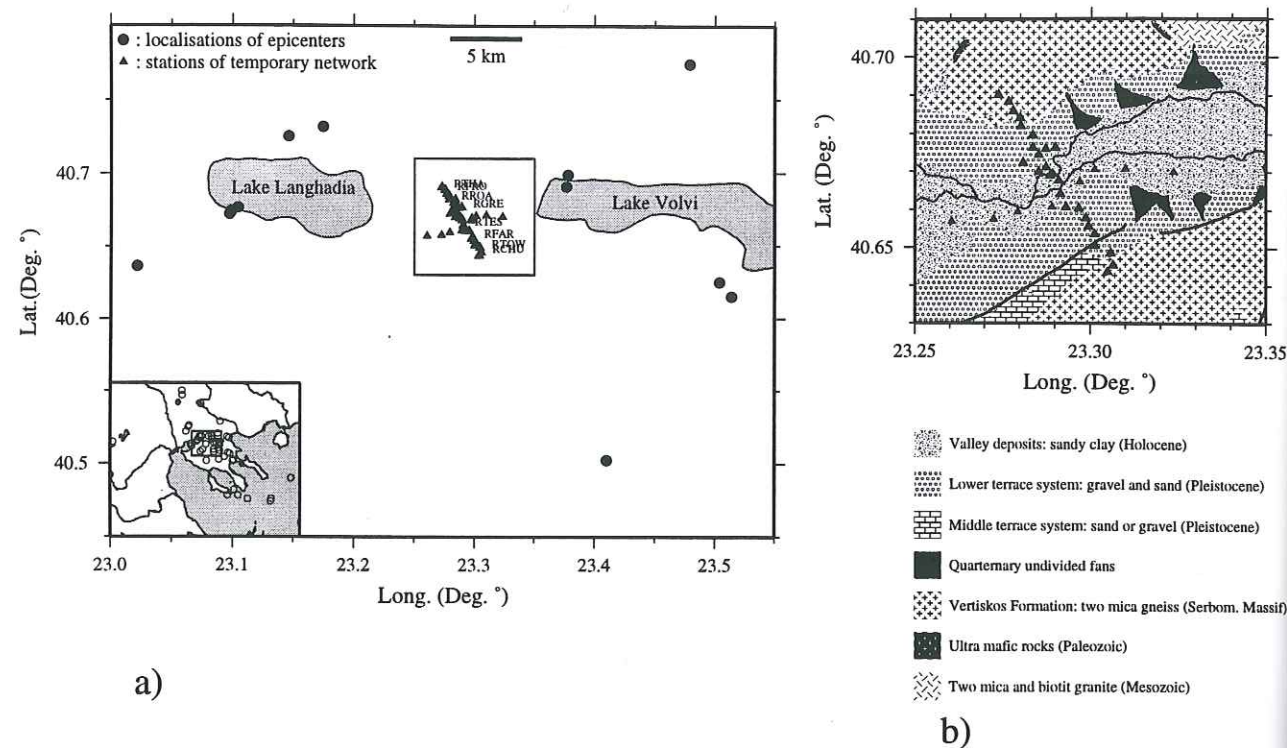 ● : localisations of epicenters
▲ : stations of temporary network
5 km
40.7
40.6
40.5
Lat.(Deg. °)
Lake Langhadia
Lake Volvi
RROA
RGRE
RTES
RFAR
RTOW
RCHU
23.0
23.1
23.2
23.3
23.4
23.5
Long. (Deg. °)
a)
40.70
40.65
Lat. (Deg. °)
23.25
23.30
23.35
Long. (Deg. °)
Valley deposits: sandy clay (Holocene)
Lower terrace system: gravel and sand (Pleistocene)
Middle terrace system: sand or gravel (Pleistocene)
Quarternary undivided fans
Vertiskos Formation: two mica gneiss (Serbom. Massif)
Ultra mafic rocks (Paleozoic)
Two mica and biotit granite (Mesozoic)
b)